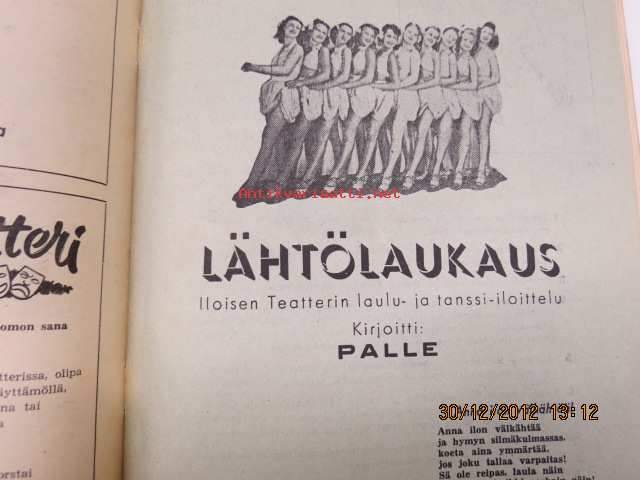 a
tteri
omon sana
tterissa, olipa
äyttämöllä,
na tai
a
orstai
Antikvariaatti.net
LÄHTÖLAUKAUS
Iloisen Teatterin laulu- ja tanssi-iloittelu
Kirjoitti:
PALLE
30/12/2012 13:12
Anna ilon välkähtää
ja hymyn silmäkulmassas.
koeta aina ymmärtää.
jos joku tallaa varpaitas!
Sä ole reipas, laula näin